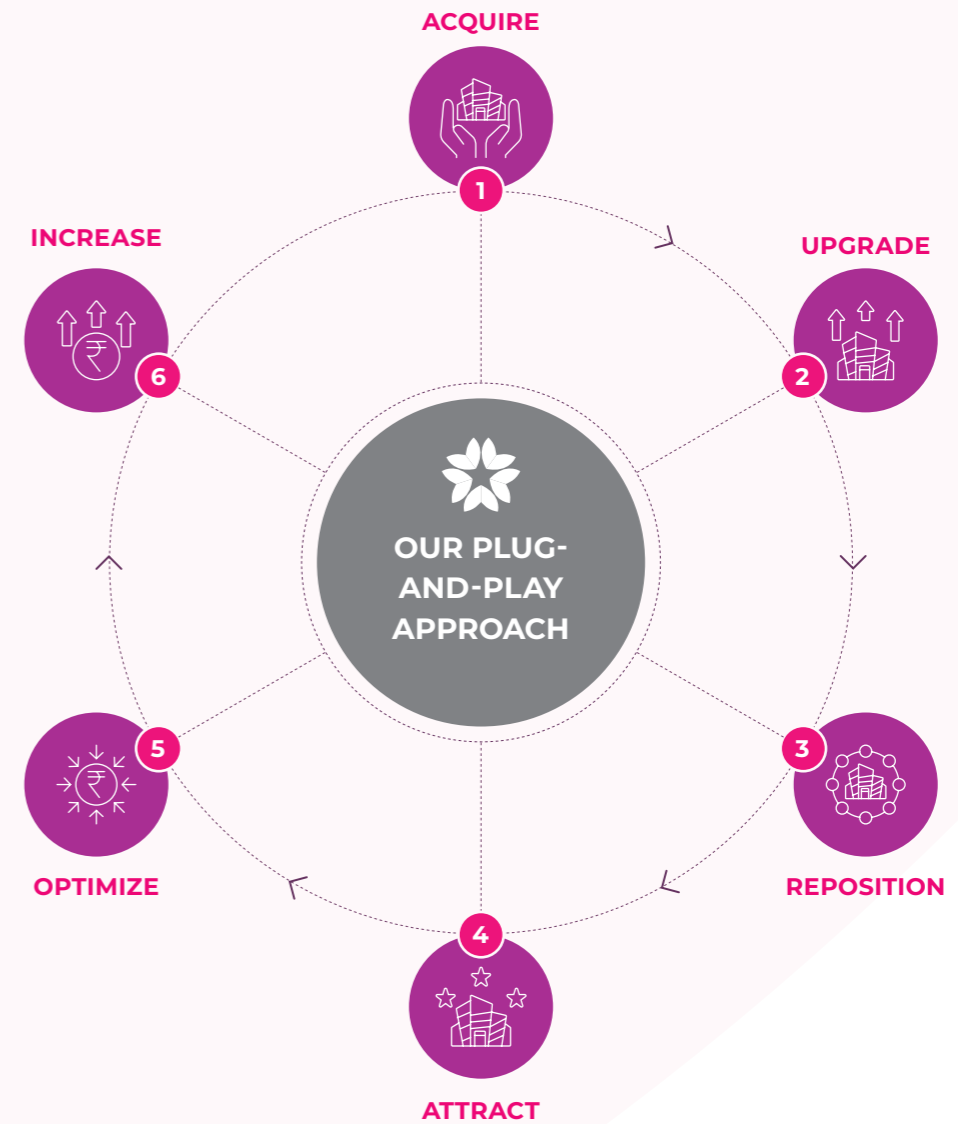 ACQUIRE
1
UPGRADE
2
3
REPOSITION
4
ATTRACT
5
OPTIMIZE
INCREASE
6
₹
₹
OUR PLUG-
AND-PLAY
APPROACH